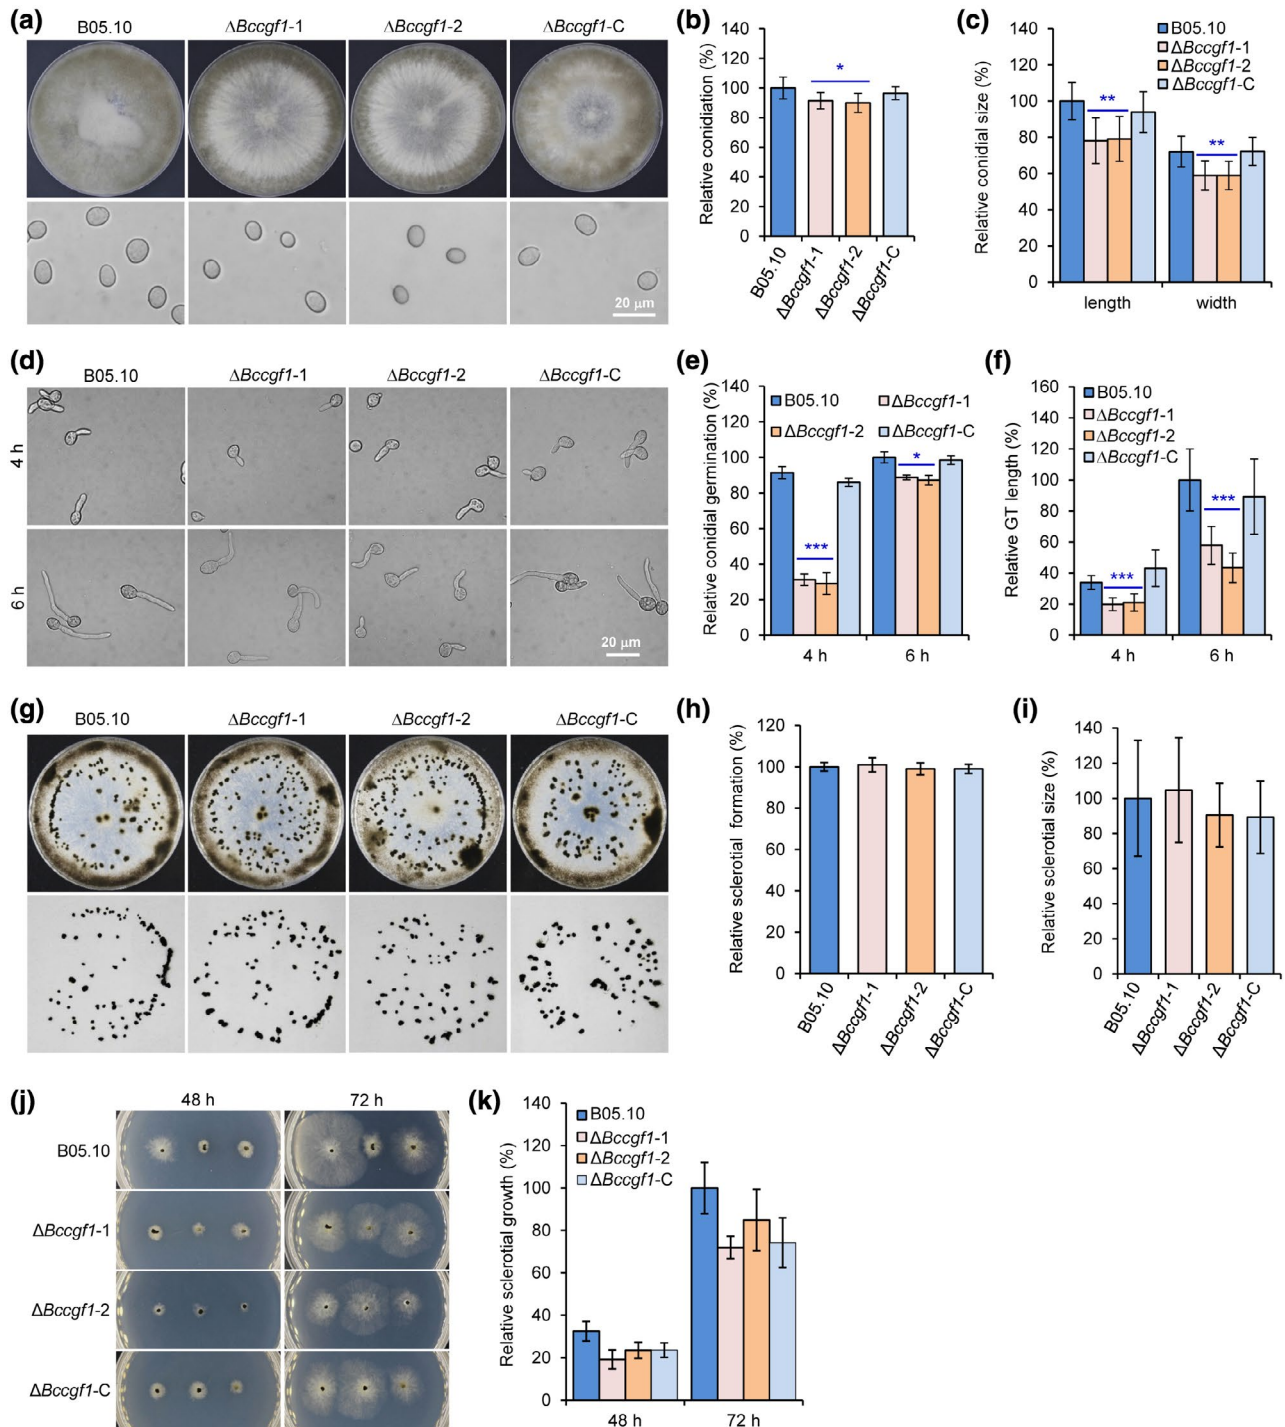 (a)
B05.10 ΔBccgf1-1 ΔBccgf1-2 ΔBccgf1-C
20 μm
(b)
Relative conidiation (%)
140
120
100
80
60
40
20
0
*
B05.10 ΔBccgf1-1 ΔBccgf1-2 ΔBccgf1-C
(c)
Relative conidial size (%)
140
120
100
80
60
40
20
0
B05.10
ΔBccgf1-1
ΔBccgf1-2
ΔBccgf1-C
** **
length width
(d)
B05.10 ΔBccgf1-1 ΔBccgf1-2 ΔBccgf1-C
4 h
6 h
20 μm
(e)
Relative conidial germination (%)
140
120
100
80
60
40
20
0
B05.10 ΔBccgf1-1
ΔBccgf1-2 ΔBccgf1-C
*** *
4 h 6 h
(f)
Relative GT length (%)
160
140
120
100
80
60
40
20
0
B05.10
ΔBccgf1-1
ΔBccgf1-2
ΔBccgf1-C
*** ***
4 h 6 h
(g)
B05.10 ΔBccgf1-1 ΔBccgf1-2 ΔBccgf1-C
(h)
Relative sclerotial formation (%)
120
100
80
60
40
20
0
B05.10 ΔBccgf1-1 ΔBccgf1-2 ΔBccgf1-C
(i)
Relative sclerotial size (%)
140
120
100
80
60
40
20
0
B05.10 ΔBccgf1-1 ΔBccgf1-2 ΔBccgf1-C
(j)
48 h 72 h
B05.10
ΔBccgf1-1
ΔBccgf1-2
ΔBccgf1-C
(k)
Relative sclerotial growth (%)
140
120
100
80
60
40
20
0
B05.10
ΔBccgf1-1
ΔBccgf1-2
ΔBccgf1-C
48 h 72 h